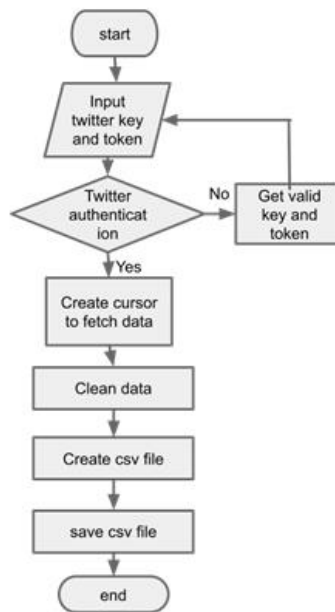 start
Input
twitter key
and token
Twitter
authenticat
ion
No
Get valid
key and
token
Yes
Create cursor
to fetch data
Clean data
Create csv file
save csv file
end